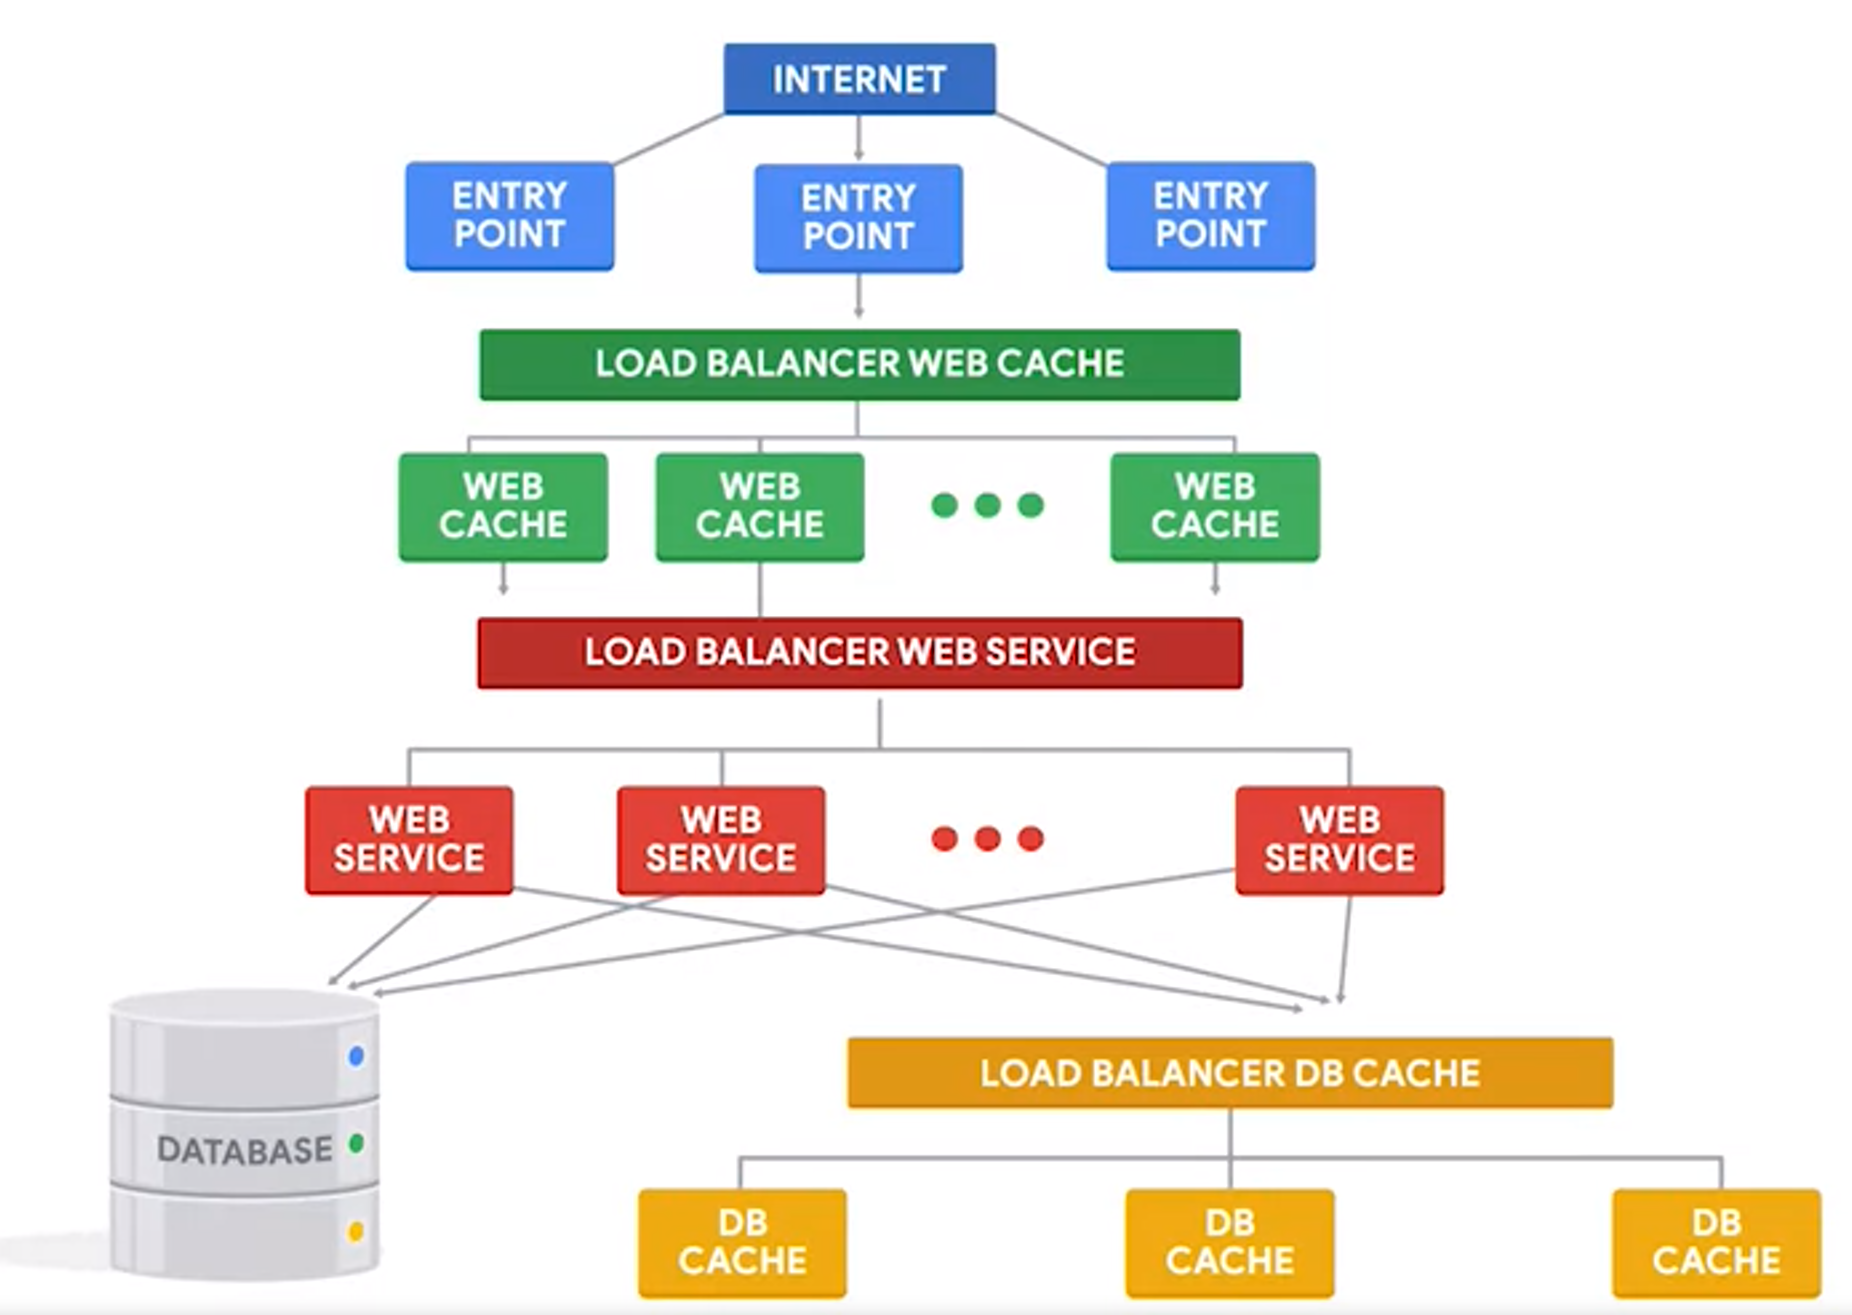 INTERNET
ENTRY
POINT
ENTRY
POINT
ENTRY
POINT
LOAD BALANCER WEB CACHE
WEB
CACHE
WEB
CACHE
WEB
CACHE
LOAD BALANCER WEB SERVICE
WEB
SERVICE
WEB
SERVICE
WEB
SERVICE
DATABASE
LOAD BALANCER DB CACHE
DB
CACHE
DB
CACHE
DB
CACHE